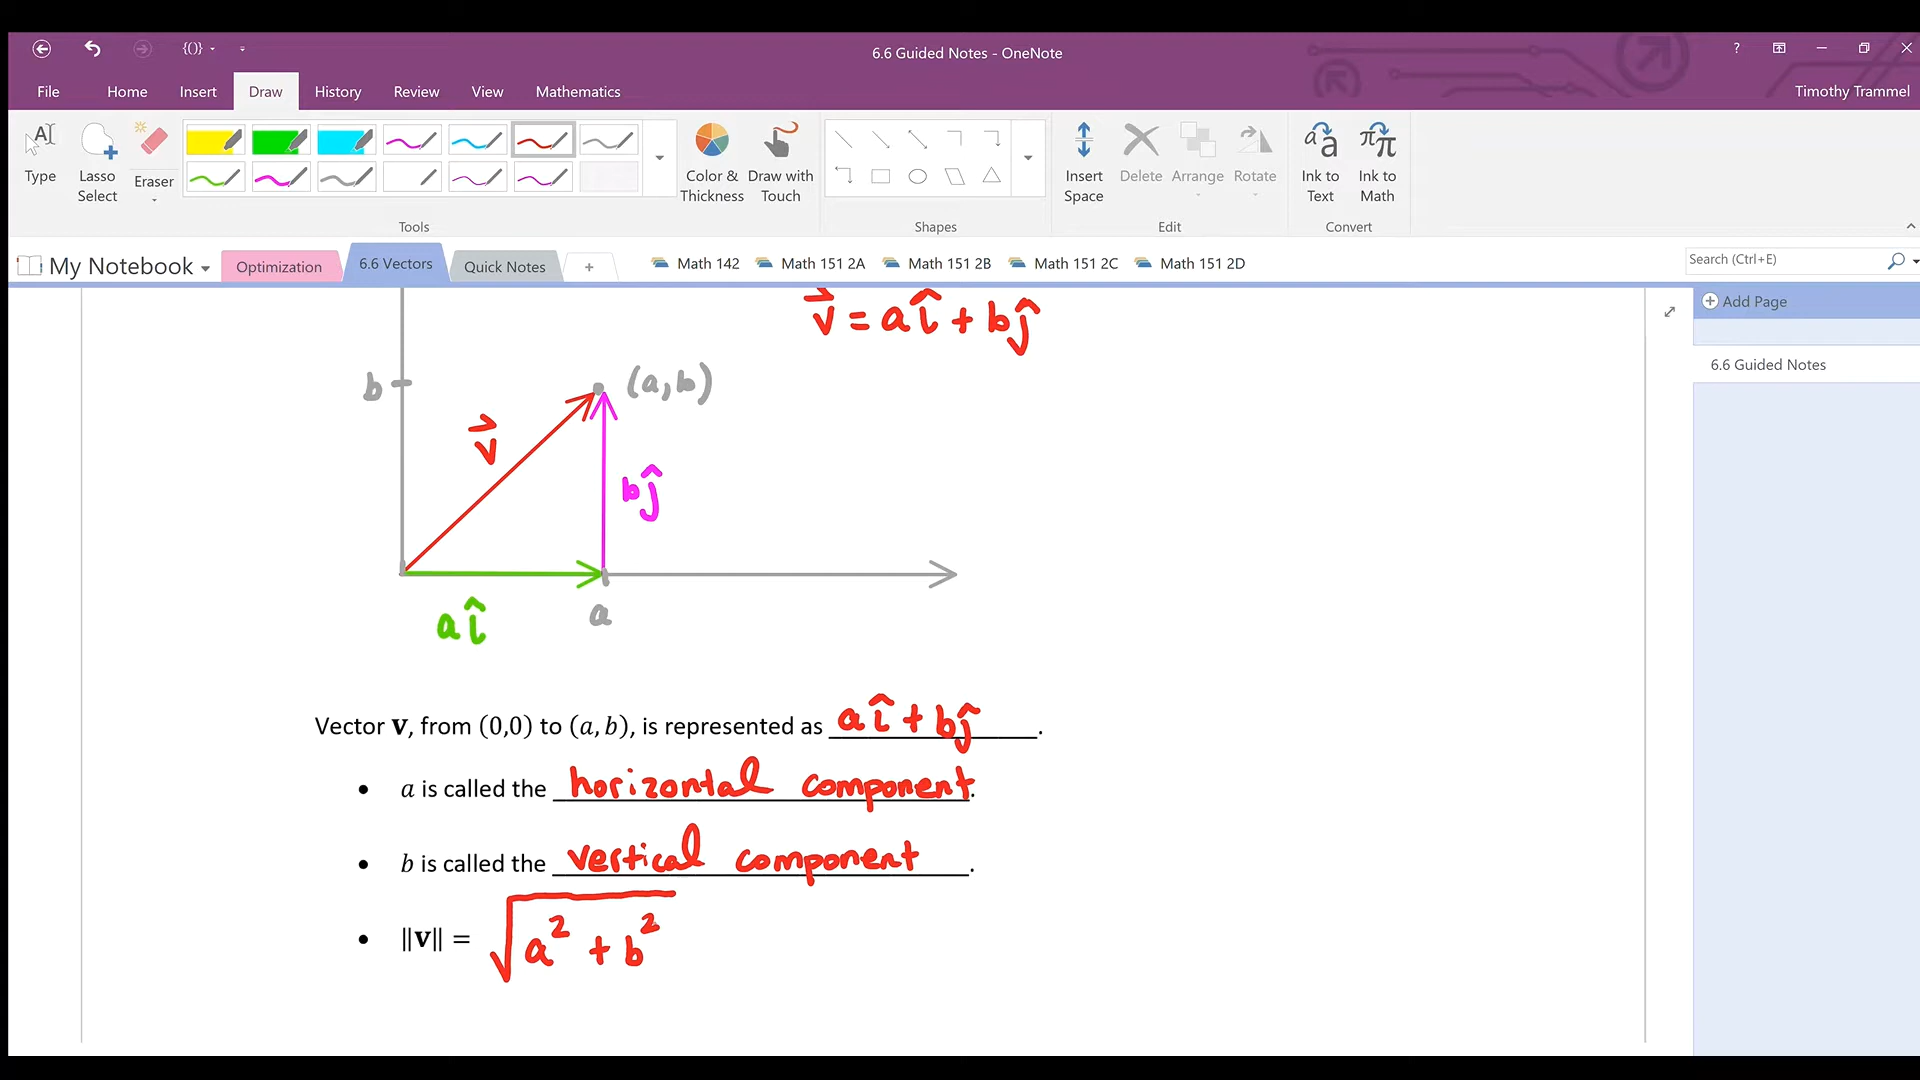 6.6 Guided Notes - OneNote
?
File Home Insert Draw History Review View Mathematics Timothy Trammel
Type Lasso Select Eraser Color & Thickness Draw with Touch Insert Space Delete Arrange Rotate Ink to Text Ink to Math
Tools Shapes Edit Convert
My Notebook Optimization 6.6 Vectors Quick Notes + Math 142 Math 151 2A Math 151 2B Math 151 2C Math 151 2D Search (Ctrl+E)
Add Page
6.6 Guided Notes
v⃗ = aî + bĵ
b (a,b)
v⃗
bĵ
aî a
Vector v, from (0,0) to (a, b), is represented as aî + bĵ.
• a is called the horizontal component.
• b is called the vertical component.
• ‖v‖ = √(a² + b²)